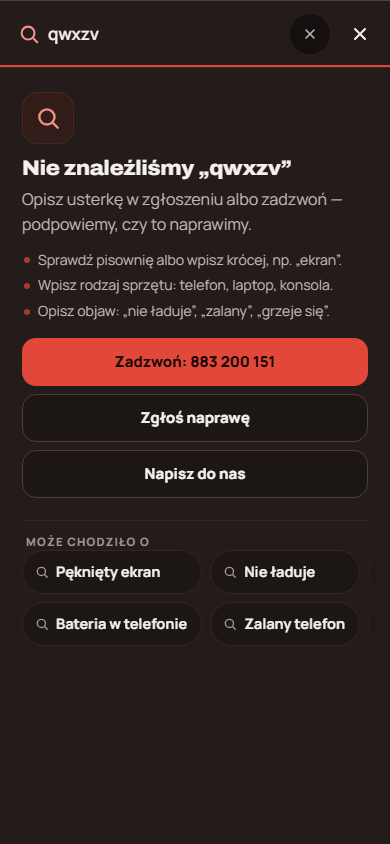 qwxzv
Nie znaleźliśmy „qwxzv”
Opisz usterkę w zgłoszeniu albo zadzwoń —
podpowiemy, czy to naprawimy.
Sprawdź pisownię albo wpisz krócej, np. „ekran”.
Wpisz rodzaj sprzętu: telefon, laptop, konsola.
Opisz objaw: „nie ładuje”, „zalany”, „grzeje się”.
Zadzwoń: 883 200 151
Zgłoś naprawę
Napisz do nas
MOŻE CHODZIŁO O
Pęknięty ekran
Nie ładuje
Bateria w telefonie
Zalany telefon